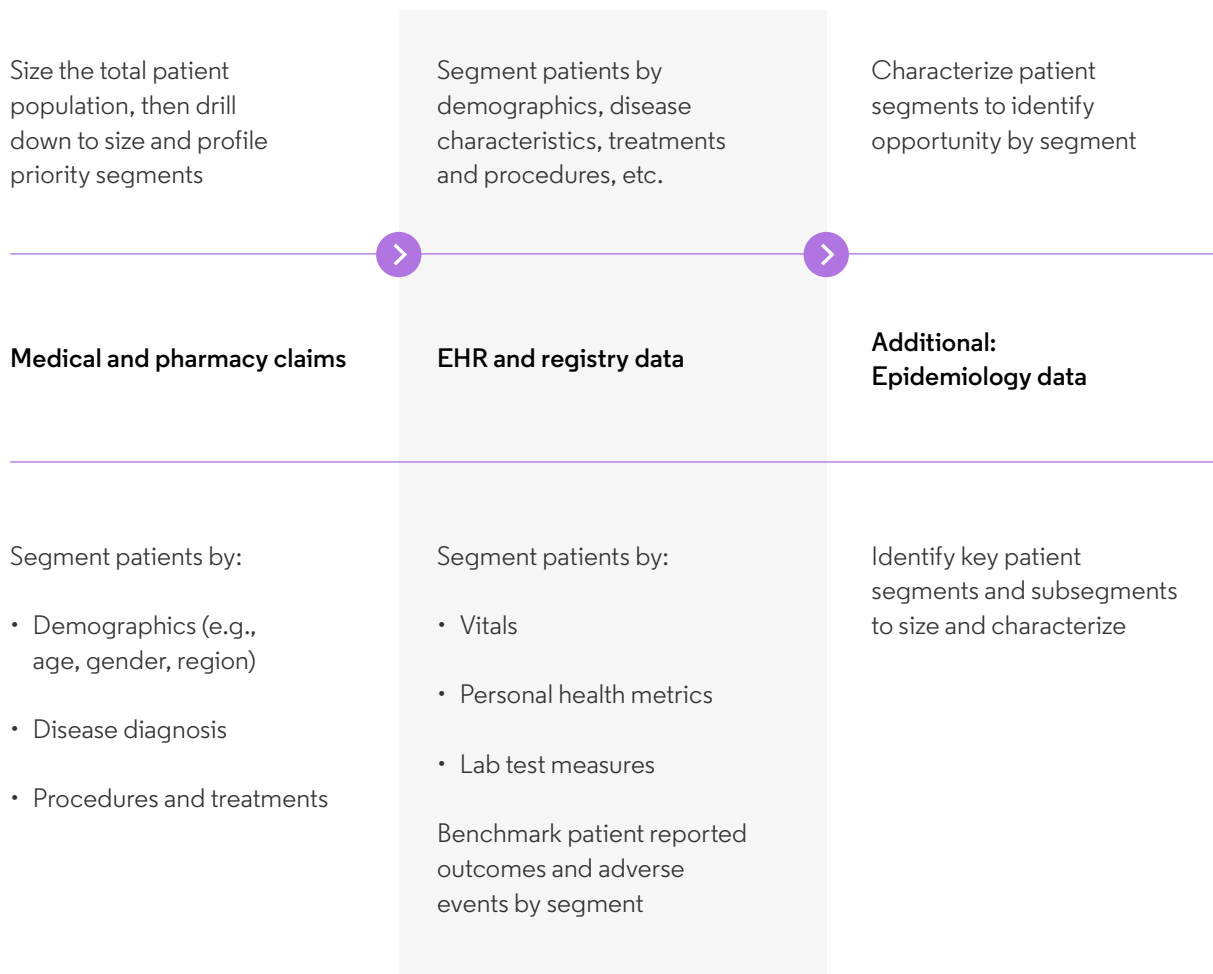 Size the total patient
population, then drill
down to size and profile
priority segments
Segment patients by
demographics, disease
characteristics, treatments
and procedures, etc.
Characterize patient
segments to identify
opportunity by segment
Medical and pharmacy claims
EHR and registry data
Additional:
Epidemiology data
Segment patients by:
• Demographics (e.g.,
age, gender, region)
• Disease diagnosis
• Procedures and treatments
Segment patients by:
• Vitals
• Personal health metrics
• Lab test measures
Benchmark patient reported
outcomes and adverse
events by segment
Identify key patient
segments and subsegments
to size and characterize